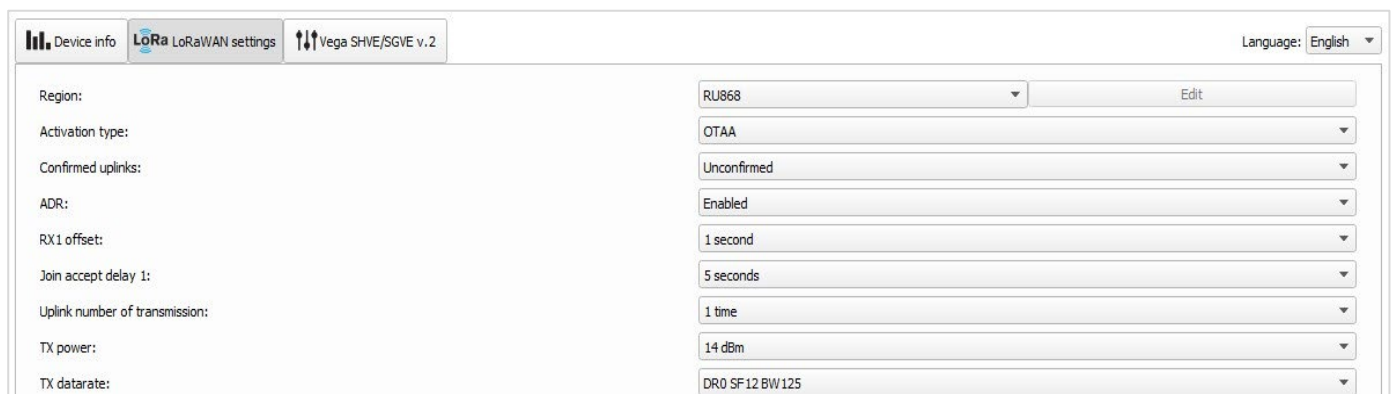 Device info LoRa LoRaWAN settings Vega SHVE/SGVE v.2 Language: English
Region: RU868 Edit
Activation type: OTAA
Confirmed uplinks: Unconfirmed
ADR: Enabled
RX1 offset: 1 second
Join accept delay 1: 5 seconds
Uplink number of transmission: 1 time
TX power: 14 dBm
TX datarate: DR0 SF12 BW125